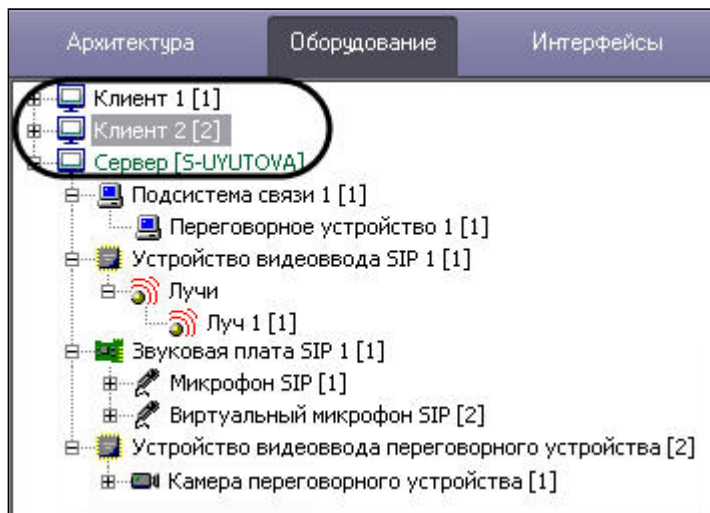 Архитектура Оборудование Интерфейсы
Клиент 1 [1]
Клиент 2 [2]
Сервер [S-UYUTOVA]
Подсистема связи 1 [1]
Переговорное устройство 1 [1]
Устройство видеоввода SIP 1 [1]
Лучи
Луч 1 [1]
Звуковая плата SIP 1 [1]
Микрофон SIP [1]
Виртуальный микрофон SIP [2]
Устройство видеоввода переговорного устройства [2]
Камера переговорного устройства [1]